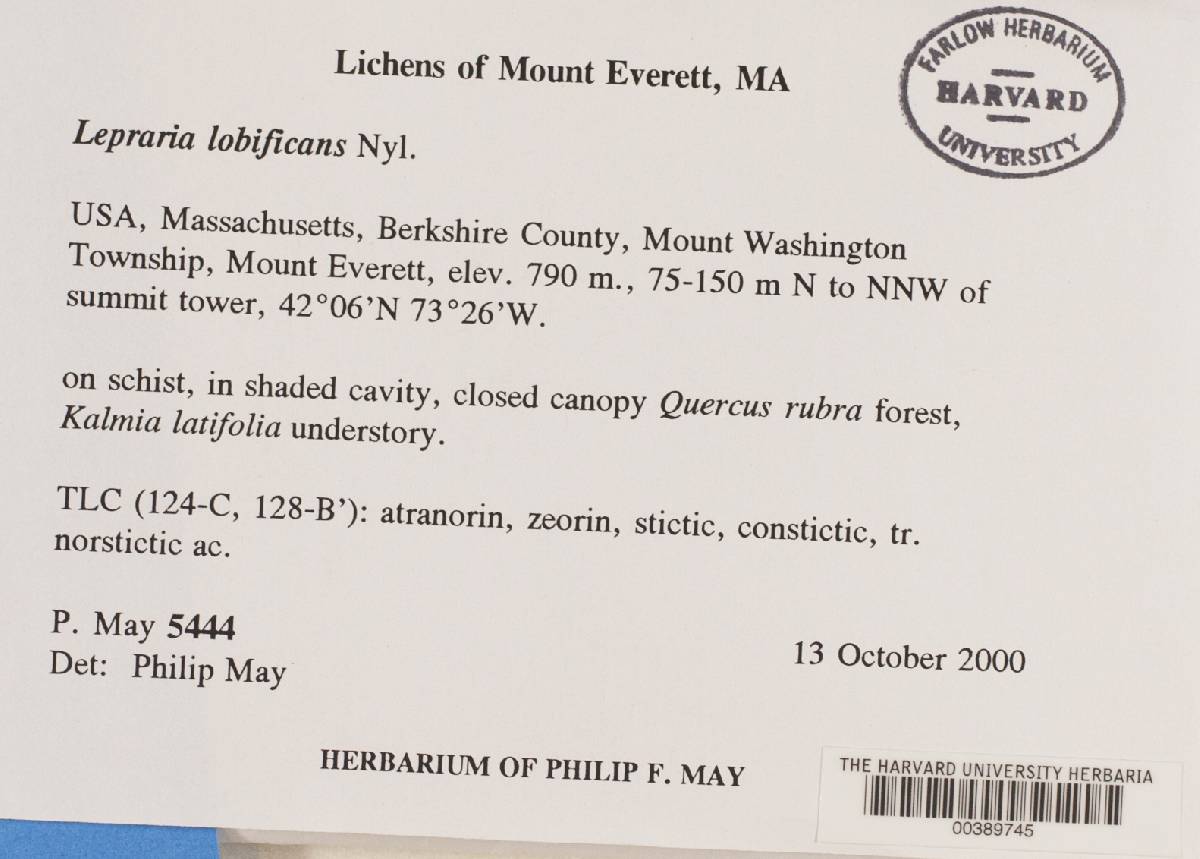 Lichens of Mount Everett, MA
FARLOW HERBARIUM
HARVARD
UNIVERSITY
Lepraria lobificans Nyl.
USA, Massachusetts, Berkshire County, Mount Washington
Township, Mount Everett, elev. 790 m., 75-150 m N to NNW of
summit tower, 42°06’N 73°26’W.
on schist, in shaded cavity, closed canopy Quercus rubra forest,
Kalmia latifolia understory.
TLC (124-C, 128-B’): atranorin, zeorin, stictic, constictic, tr.
norstictic ac.
P. May 5444
Det: Philip May
13 October 2000
HERBARIUM OF PHILIP F. MAY
THE HARVARD UNIVERSITY HERBARIA
00389745